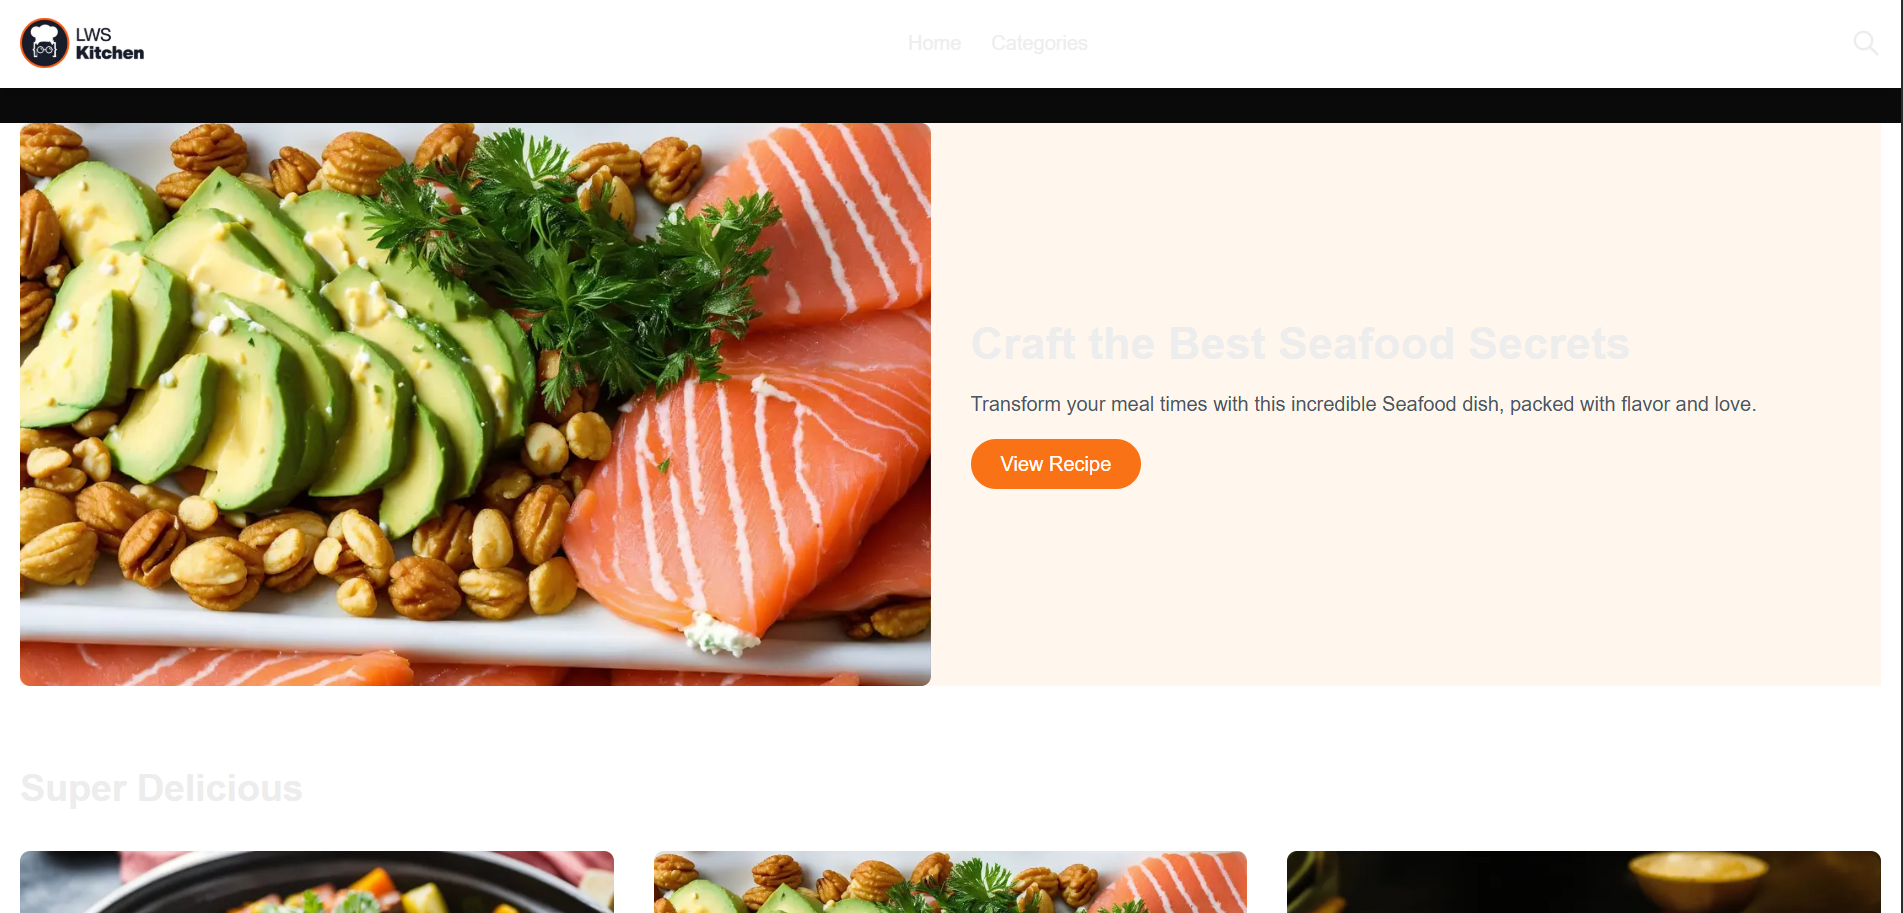 LWS
Kitchen
Home
Categories
Craft the Best Seafood Secrets
Transform your meal times with this incredible Seafood dish, packed with flavor and love.
View Recipe
Super Delicious